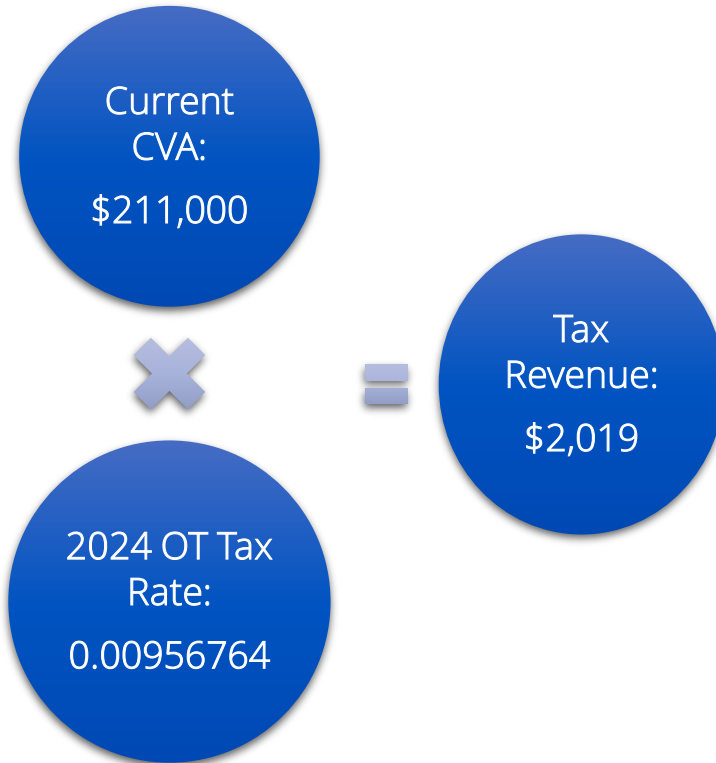 Current
CVA:
$211,000
2024 OT Tax
Rate:
0.00956764
Tax
Revenue:
$2,019